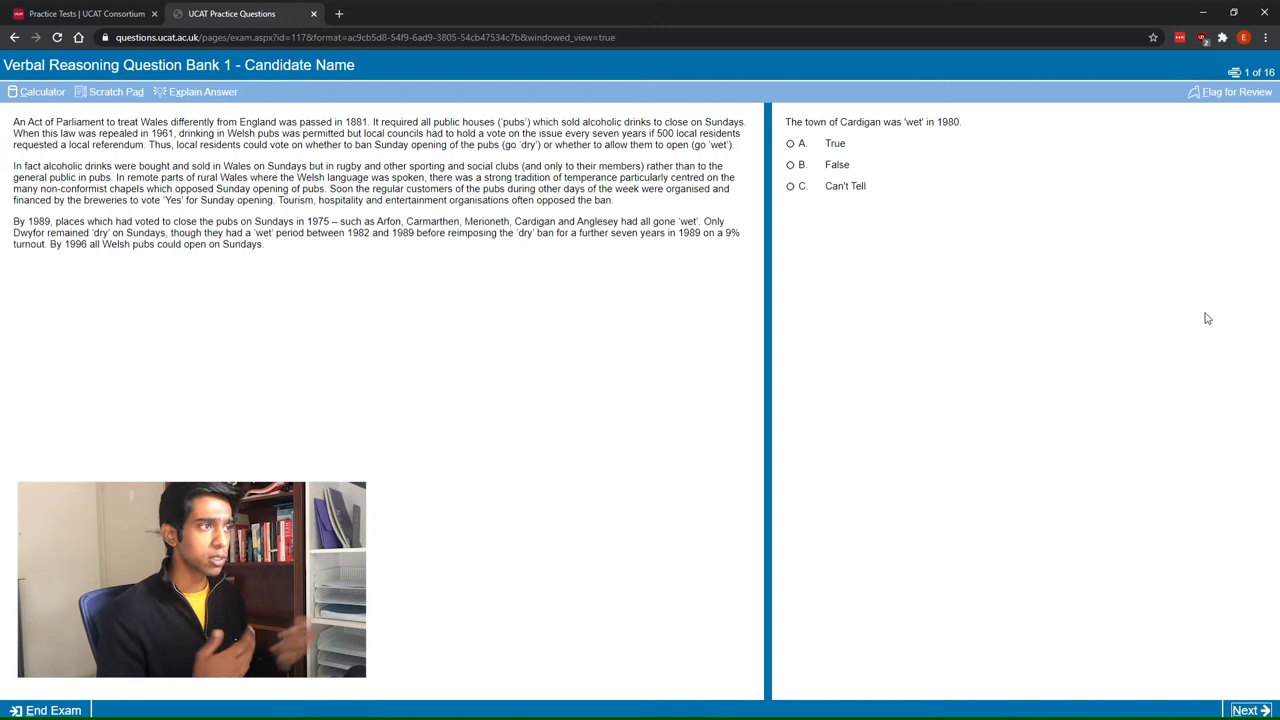 Practice Tests | UCAT Consortium
UCAT Practice Questions
questions.ucat.ac.uk/pages/exam.aspx?id=117&format=ac9cb5d8-54f9-6ad9-3805-54cb47534c7b&windowed_view=true
E
2
Verbal Reasoning Question Bank 1 - Candidate Name
1 of 16
Calculator Scratch Pad Explain Answer
Flag for Review
An Act of Parliament to treat Wales differently from England was passed in 1881. It required all public houses ('pubs') which sold alcoholic drinks to close on Sundays.
When this law was repealed in 1961, drinking in Welsh pubs was permitted but local councils had to hold a vote on the issue every seven years if 500 local residents
requested a local referendum. Thus, local residents could vote on whether to ban Sunday opening of the pubs (go 'dry') or whether to allow them to open (go 'wet').
In fact alcoholic drinks were bought and sold in Wales on Sundays but in rugby and other sporting and social clubs (and only to their members) rather than to the
general public in pubs. In remote parts of rural Wales where the Welsh language was spoken, there was a strong tradition of temperance particularly centred on the
many non-conformist chapels which opposed Sunday opening of pubs. Soon the regular customers of the pubs during other days of the week were organised and
financed by the breweries to vote 'Yes' for Sunday opening. Tourism, hospitality and entertainment organisations often opposed the ban.
By 1989, places which had voted to close the pubs on Sundays in 1975 – such as Arfon, Carmarthen, Merioneth, Cardigan and Anglesey had all gone 'wet'. Only
Dwyfor remained 'dry' on Sundays, though they had a 'wet' period between 1982 and 1989 before reimposing the 'dry' ban for a further seven years in 1989 on a 9%
turnout. By 1996 all Welsh pubs could open on Sundays.
The town of Cardigan was 'wet' in 1980.
A. True
B. False
C. Can't Tell
End Exam
Next